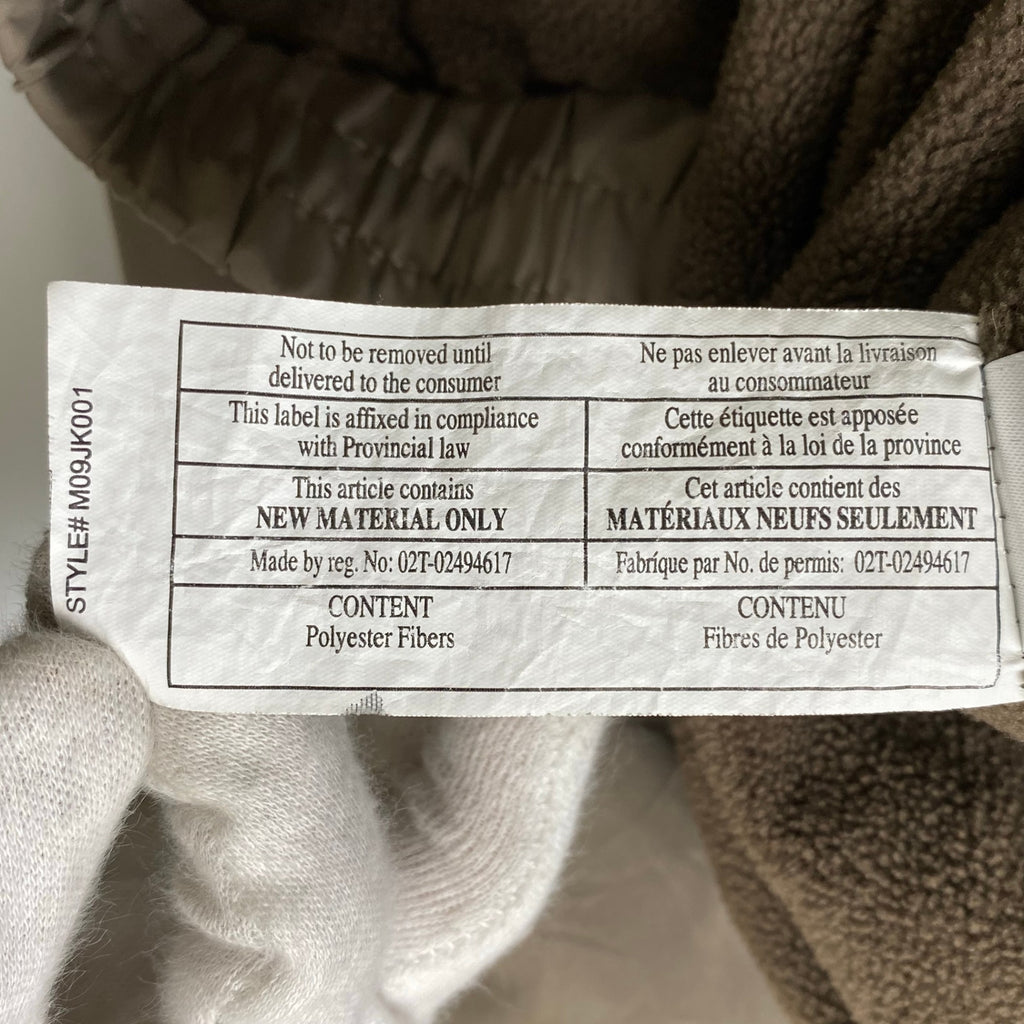 STYLE# M09JK001
Not to be removed until
delivered to the consumer
Ne pas enlever avant la livraison
au consommateur
This label is affixed in compliance
with Provincial law
Cette étiquette est apposée
conformément à la loi de la province
This article contains
NEW MATERIAL ONLY
Cet article contient des
MATÉRIAUX NEUFS SEULEMENT
Made by reg. No: 02T-02494617
Fabríque par No. de permis: 02T-02494617
CONTENT
Polyester Fibers
CONTENU
Fibres de Polyester